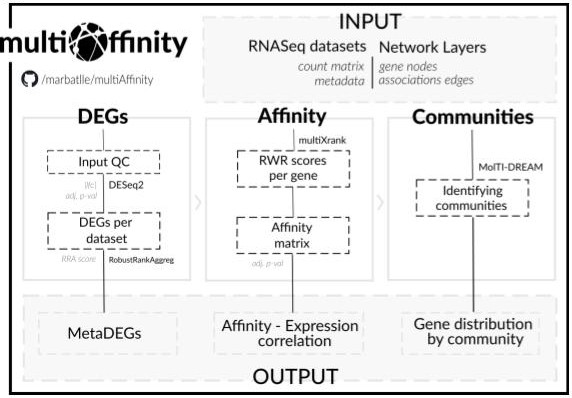 multiAffinity
/marbatlle/multiAffinity
INPUT
RNASeq datasets
count matrix
metadata
Network Layers
gene nodes
associations edges
DEGs
Input QC
|lfc|
adj. p-val
DESeq2
DEGs per
dataset
RRA score
RobustRankAggreg
MetaDEGs
Affinity
multiXrank
RWR scores
per gene
Affinity
matrix
adj. p-val
Affinity - Expression
correlation
Communities
MolTI-DREAM
Identifying
communities
Gene distribution
by community
OUTPUT